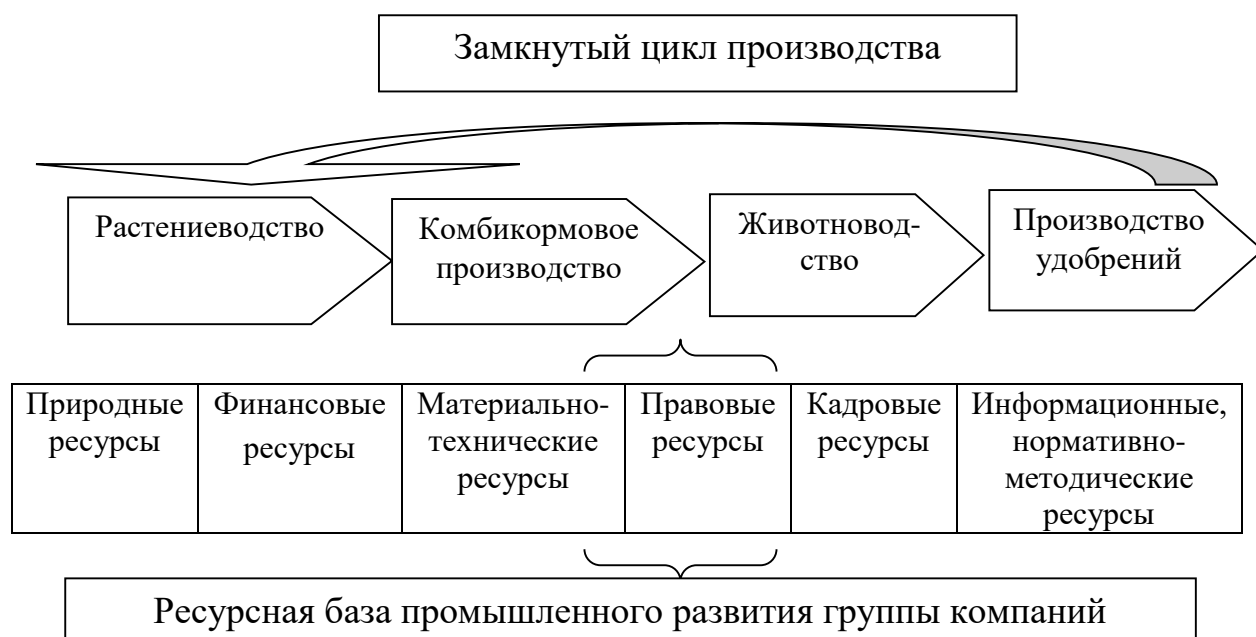 Замкнутый цикл производства
Растениеводство
Комбикормовое
производство
Животновод-
ство
Производство
удобрений
Природные
ресурсы
Финансовые
ресурсы
Материально-
технические
ресурсы
Правовые
ресурсы
Кадровые
ресурсы
Информационные,
нормативно-
методические
ресурсы
Ресурсная база промышленного развития группы компаний